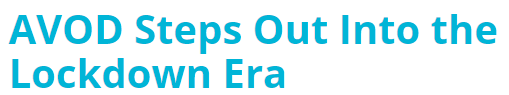 AVOD Steps Out Into the
Lockdown Era